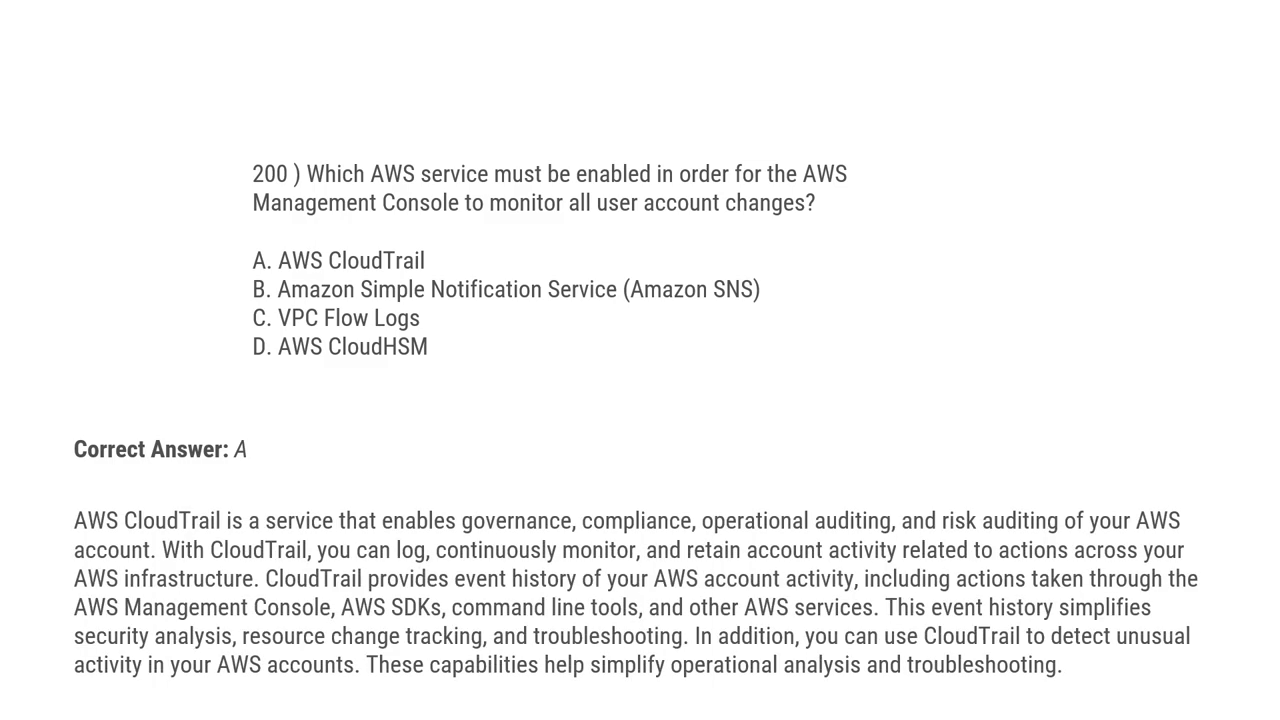 200 ) Which AWS service must be enabled in order for the AWS
Management Console to monitor all user account changes?
A. AWS CloudTrail
B. Amazon Simple Notification Service (Amazon SNS)
C. VPC Flow Logs
D. AWS CloudHSM
Correct Answer: A
AWS CloudTrail is a service that enables governance, compliance, operational auditing, and risk auditing of your AWS
account. With CloudTrail, you can log, continuously monitor, and retain account activity related to actions across your
AWS infrastructure. CloudTrail provides event history of your AWS account activity, including actions taken through the
AWS Management Console, AWS SDKs, command line tools, and other AWS services. This event history simplifies
security analysis, resource change tracking, and troubleshooting. In addition, you can use CloudTrail to detect unusual
activity in your AWS accounts. These capabilities help simplify operational analysis and troubleshooting.